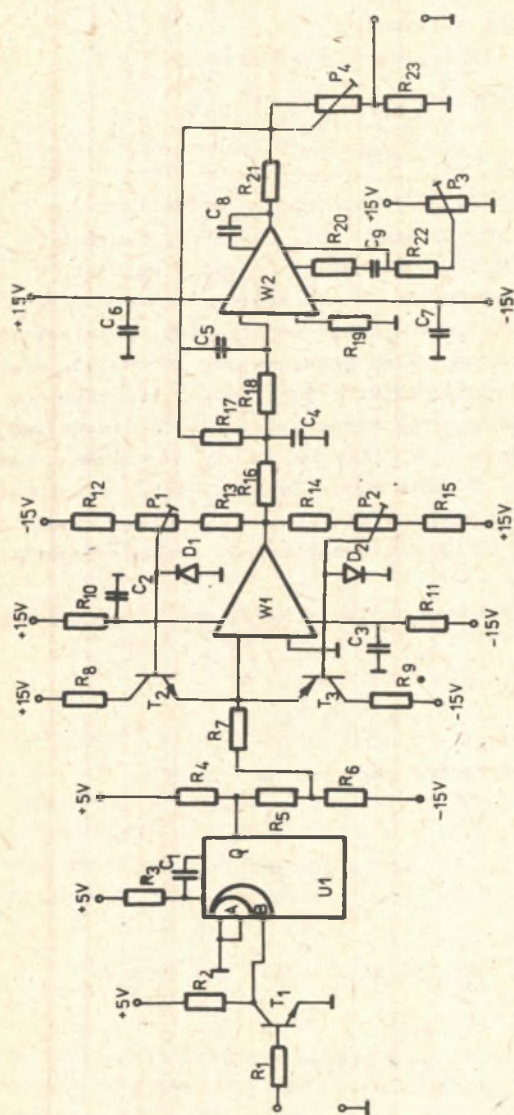 R1
T1
+5V
R2
A
B
U1
Q
+5V
R3
C1
+5V
R4
R5
R6
-15V
R7
+15V
R8
T2
T3
R9
-15V
+15V
R10
C2
D1
W1
C3
R11
-15V
-15V
R12
P1
R13
R14
P2
R15
+15V
D2
R16
C4
R17
R18
C5
+15V
C6
W2
R19
C7
-15V
C8
R21
R20
C9
R22
+15V
P3
P4
R23